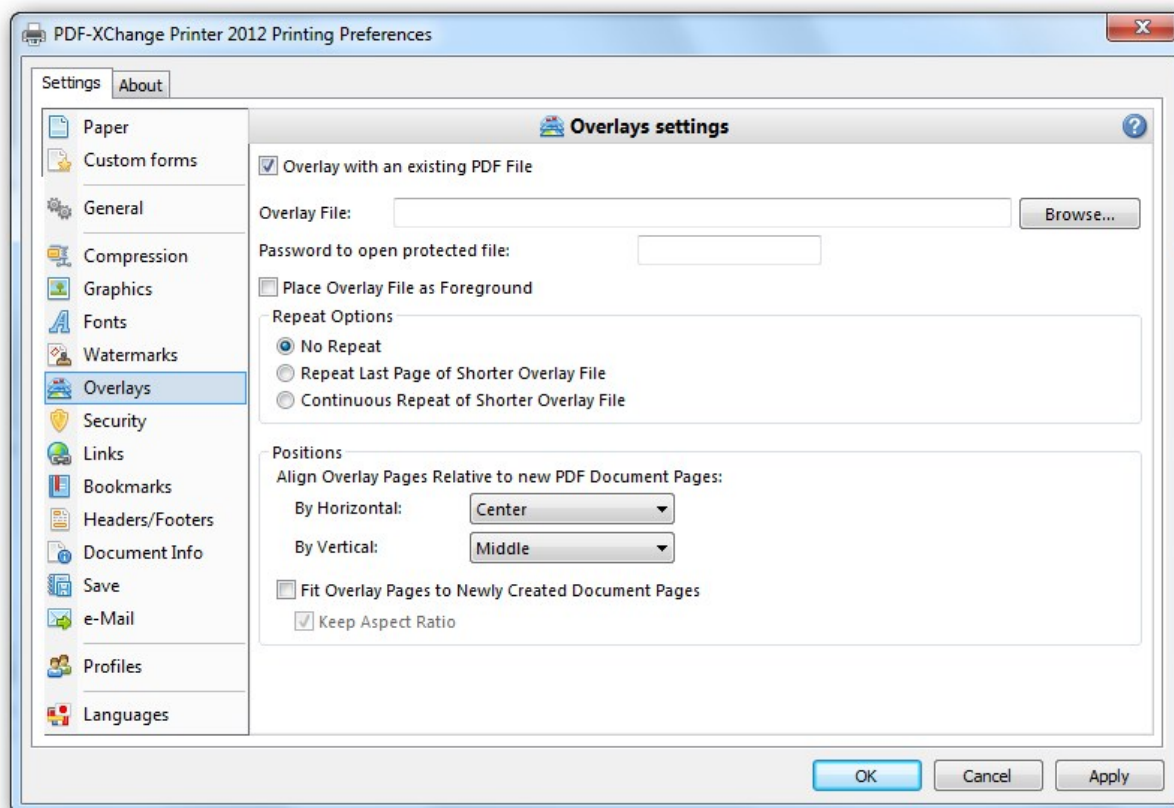 PDF-XChange Printer 2012 Printing Preferences
Settings
About
Paper
Custom forms
General
Compression
Graphics
Fonts
Watermarks
Overlays
Security
Links
Bookmarks
Headers/Footers
Document Info
Save
e-Mail
Profiles
Languages
Overlays settings
Overlay with an existing PDF File
Overlay File:
Browse...
Password to open protected file:
Place Overlay File as Foreground
Repeat Options
No Repeat
Repeat Last Page of Shorter Overlay File
Continuous Repeat of Shorter Overlay File
Positions
Align Overlay Pages Relative to new PDF Document Pages:
By Horizontal: Center
By Vertical: Middle
Fit Overlay Pages to Newly Created Document Pages
Keep Aspect Ratio
OK
Cancel
Apply